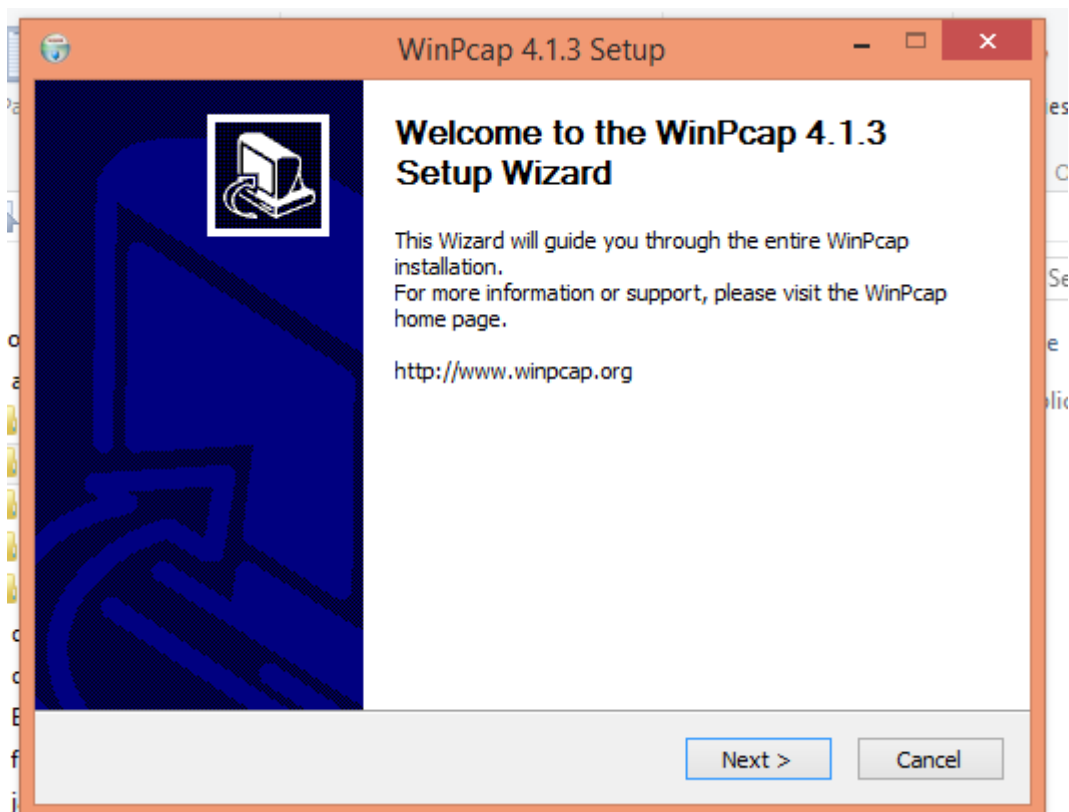 WinPcap 4.1.3 Setup
Welcome to the WinPcap 4.1.3
Setup Wizard
This Wizard will guide you through the entire WinPcap
installation.
For more information or support, please visit the WinPcap
home page.
http://www.winpcap.org
Next >
Cancel